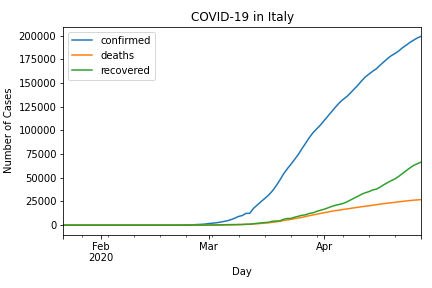 COVID-19 in Italy
confirmed
deaths
recovered
200000
175000
150000
125000
100000
75000
50000
25000
0
Number of Cases
Feb
2020
Mar
Apr
Day